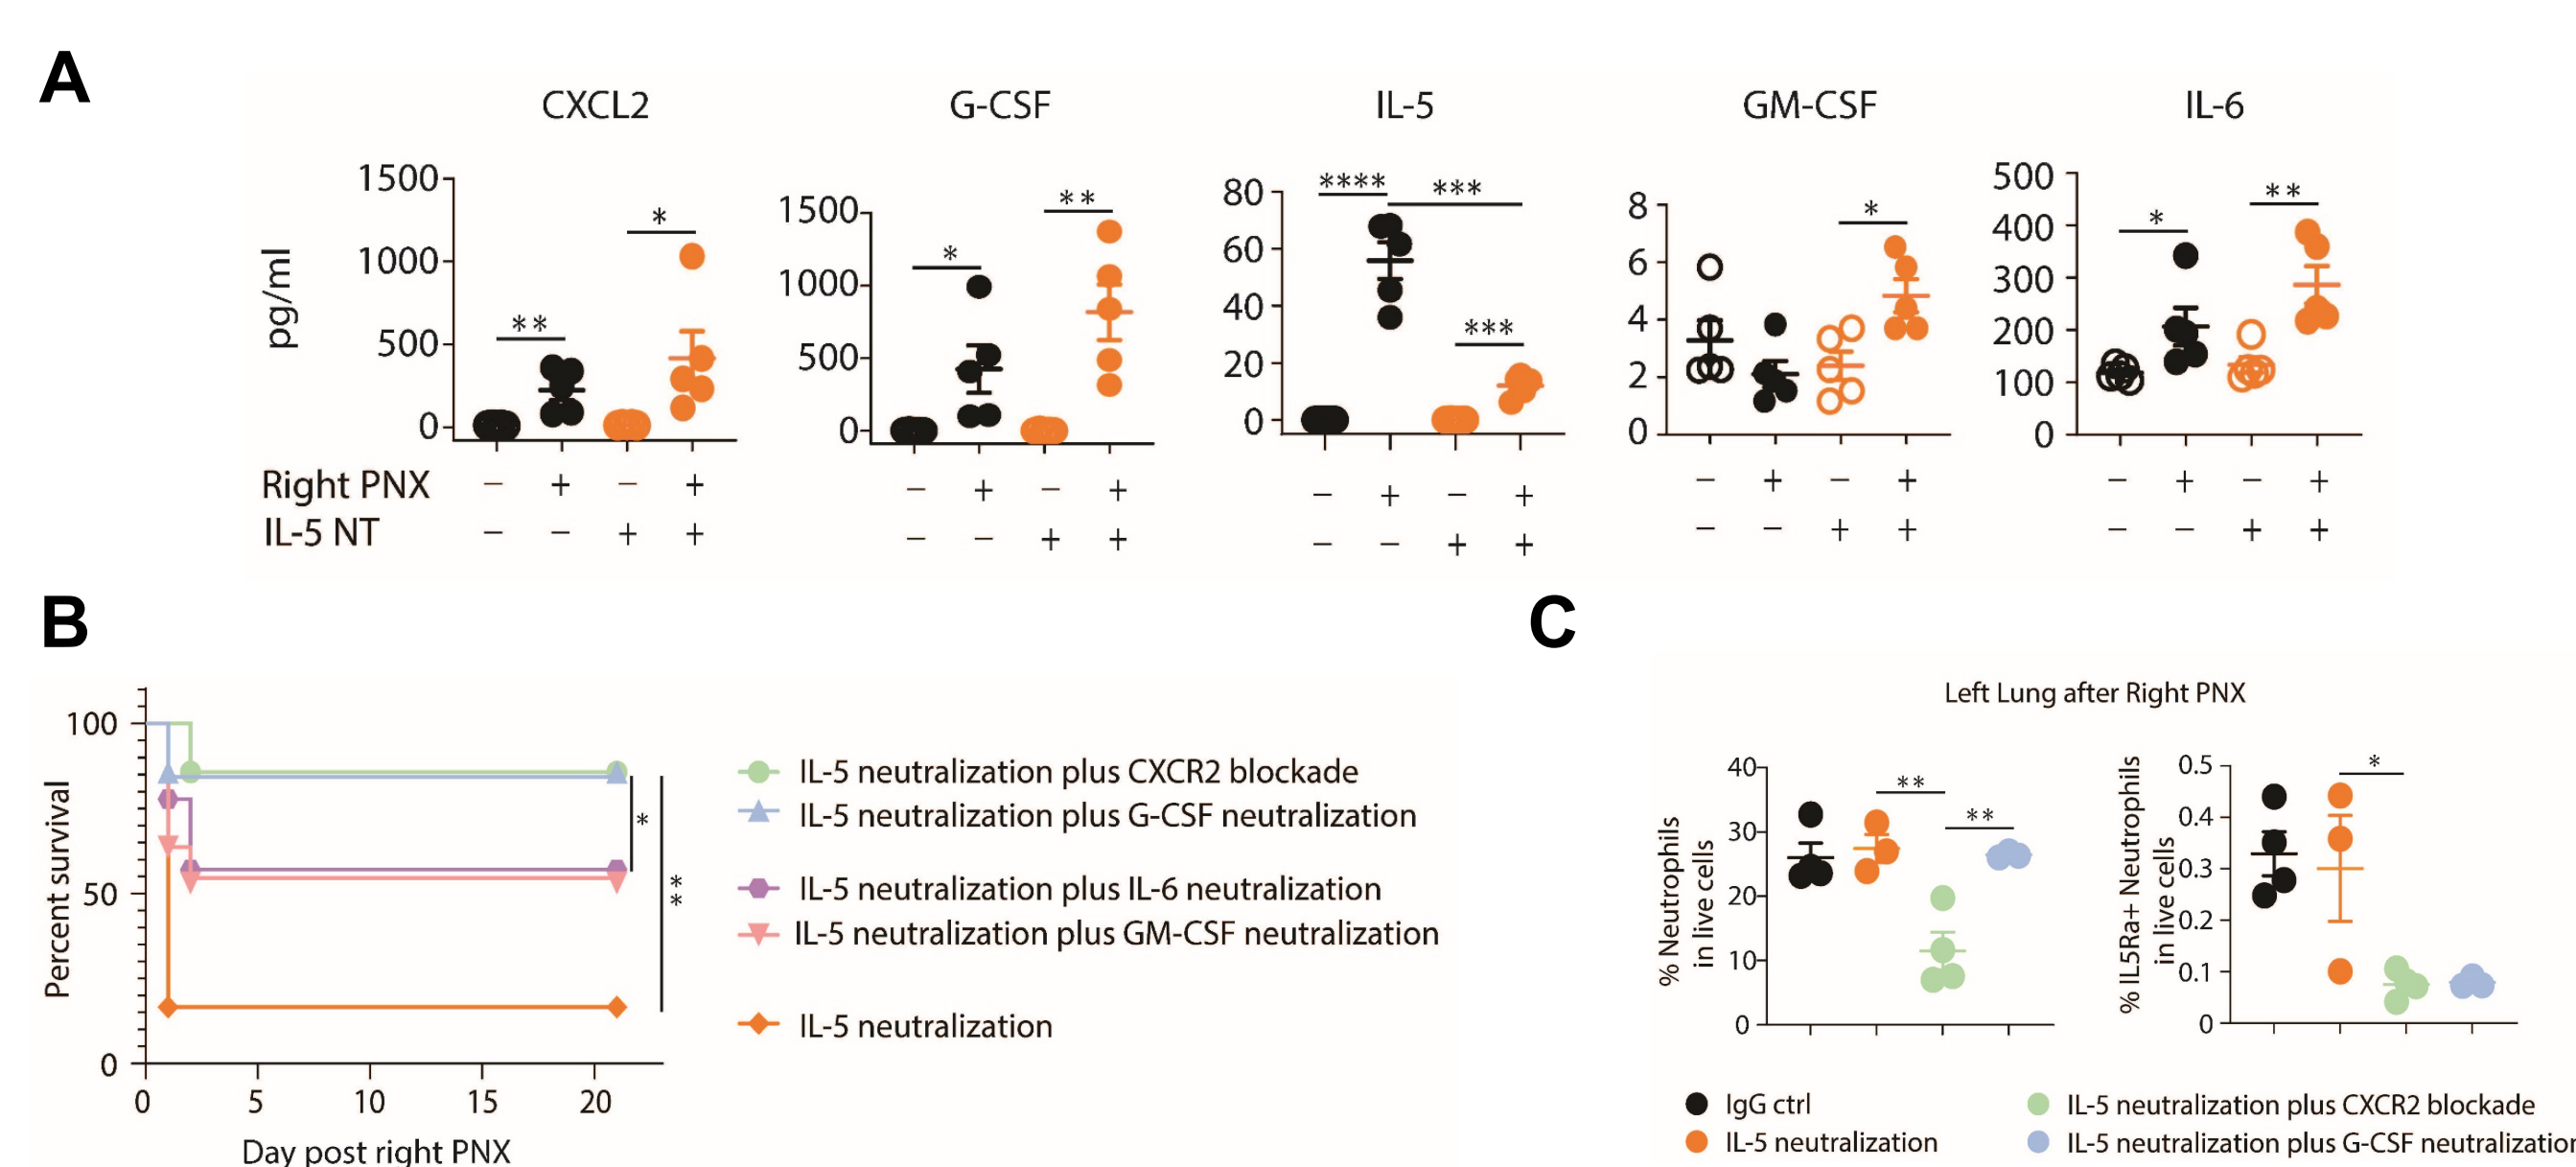 A
CXCL2 G-CSF IL-5 GM-CSF IL-6
pg/ml
1500
1000
500
0
** *
1500
1000
500
0
* **
80
60
40
20
0
**** *** ***
8
6
4
2
0
*
500
400
300
200
100
0
* **
Right PNX − + − + − + − + − + − + − + − + − + − +
IL-5 NT − − + + − − + + − − + + − − + + − − + +
B
Percent survival
100
50
0
0 5 10 15 20
Day post right PNX
*
**
IL-5 neutralization plus CXCR2 blockade
IL-5 neutralization plus G-CSF neutralization
IL-5 neutralization plus IL-6 neutralization
IL-5 neutralization plus GM-CSF neutralization
IL-5 neutralization
C
Left Lung after Right PNX
% Neutrophils
in live cells
40
30
20
10
0
** **
% IL5Ra+ Neutrophils
in live cells
0.5
0.4
0.3
0.2
0.1
0
*
IgG ctrl
IL-5 neutralization
IL-5 neutralization plus CXCR2 blockade
IL-5 neutralization plus G-CSF neutralization